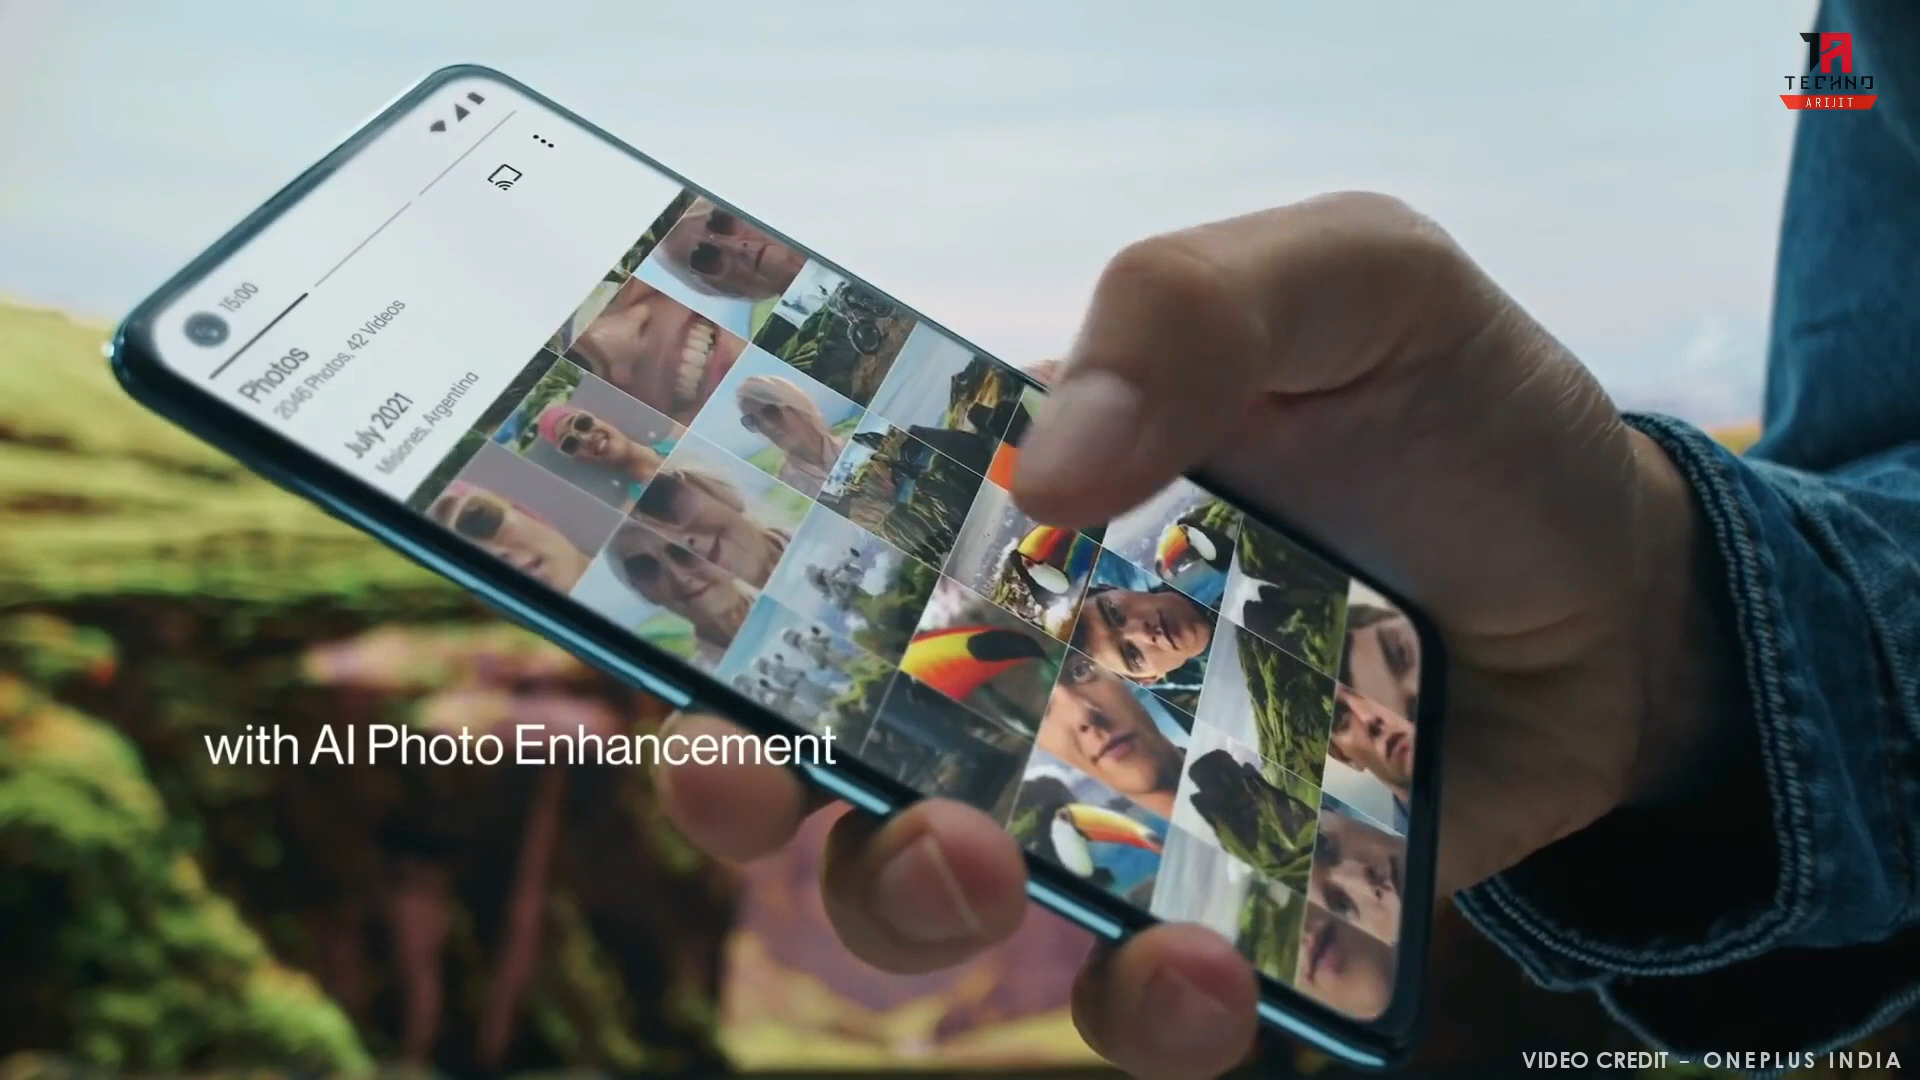 TA
TECHNO
ARIJIT
15:00
Photos
2046 Photos, 42 Videos
July 2021
Misiones, Argentina
with AI Photo Enhancement
VIDEO CREDIT – ONEPLUS INDIA